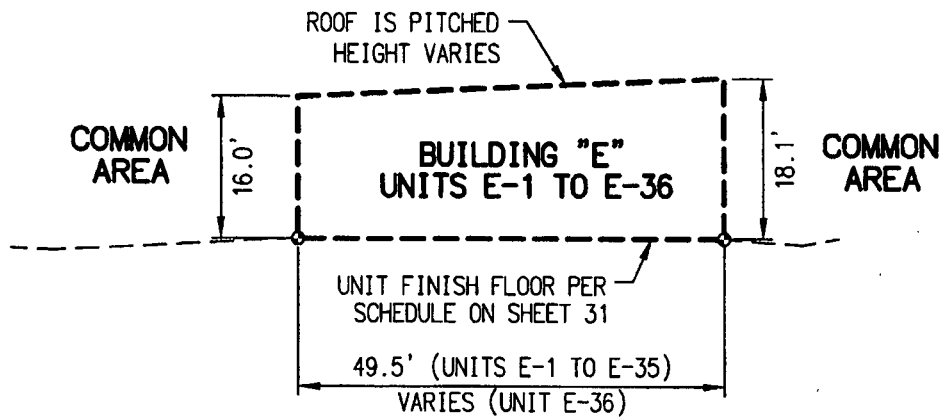 ROOF IS PITCHED
HEIGHT VARIES
COMMON
AREA
16.0'
BUILDING "E"
UNITS E-1 TO E-36
18.1'
COMMON
AREA
UNIT FINISH FLOOR PER
SCHEDULE ON SHEET 31
49.5' (UNITS E-1 TO E-35)
VARIES (UNIT E-36)